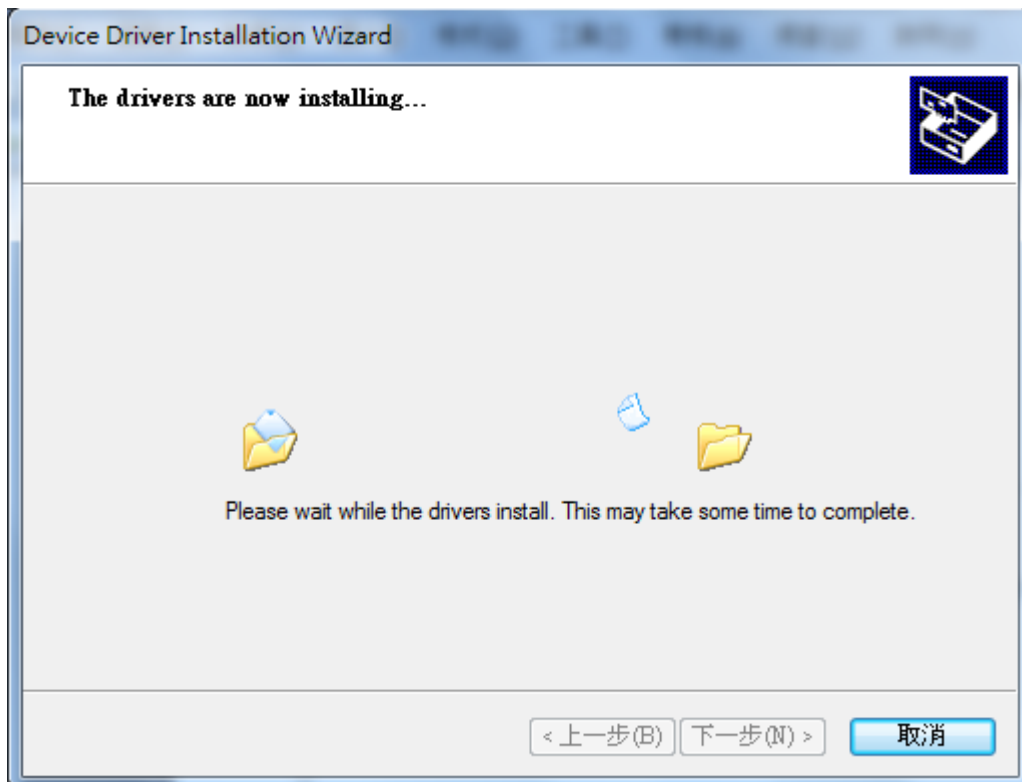 Device Driver Installation Wizard
The drivers are now installing...
Please wait while the drivers install. This may take some time to complete.
< 上一步(B) 下一步(N) > 取消